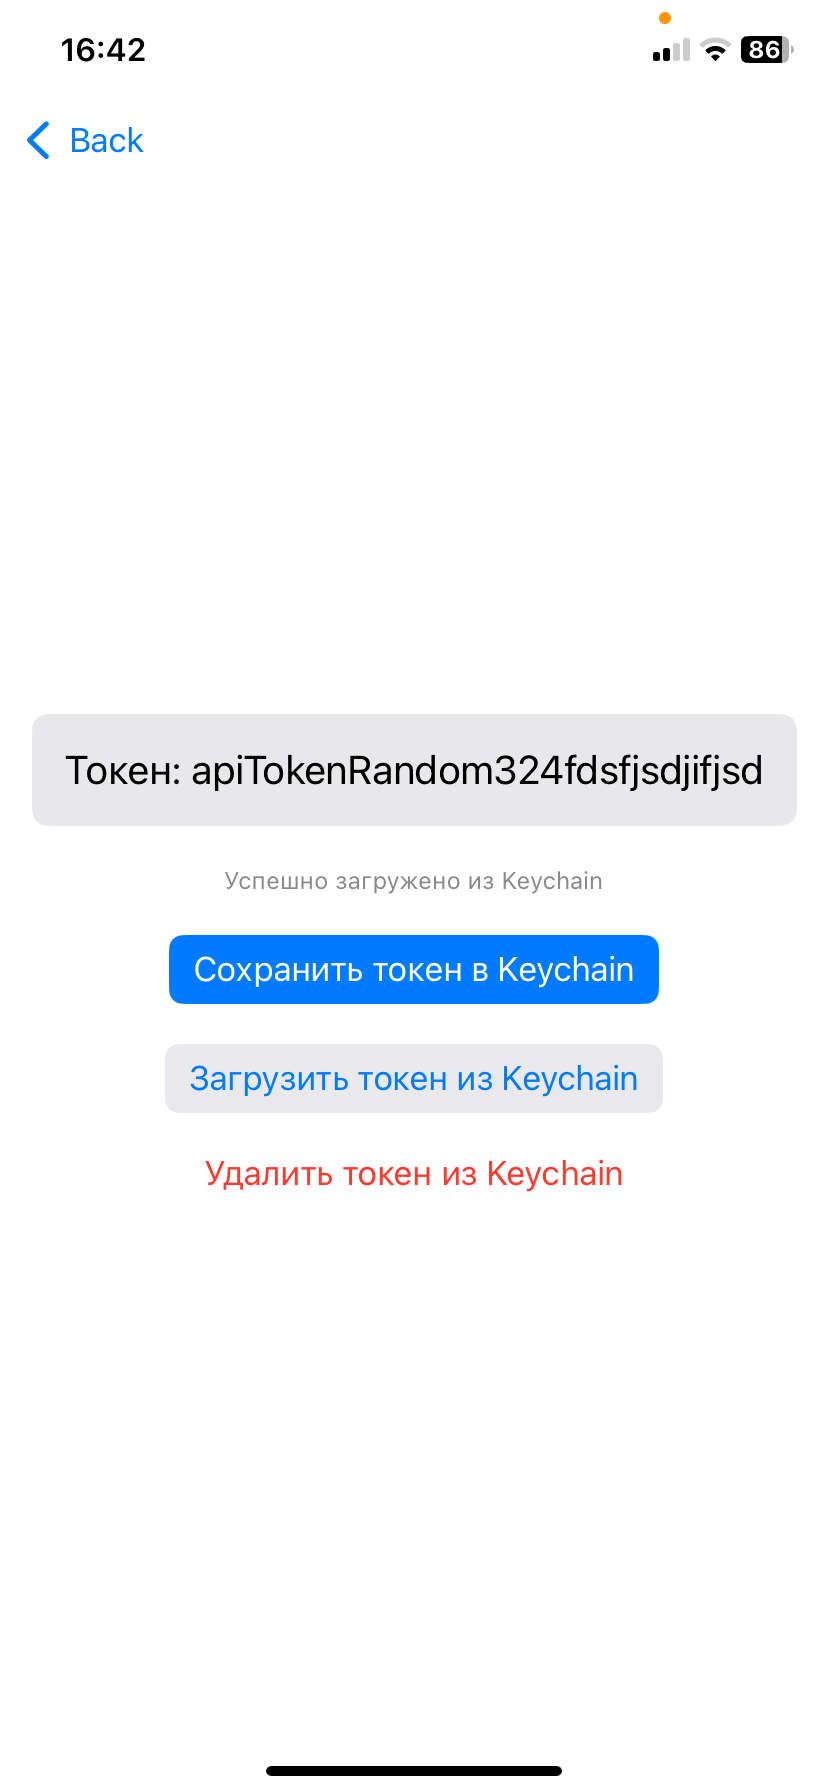 16:42
86
Back
Токен: apiTokenRandom324fdsfjsdjifjsd
Успешно загружено из Keychain
Сохранить токен в Keychain
Загрузить токен из Keychain
Удалить токен из Keychain